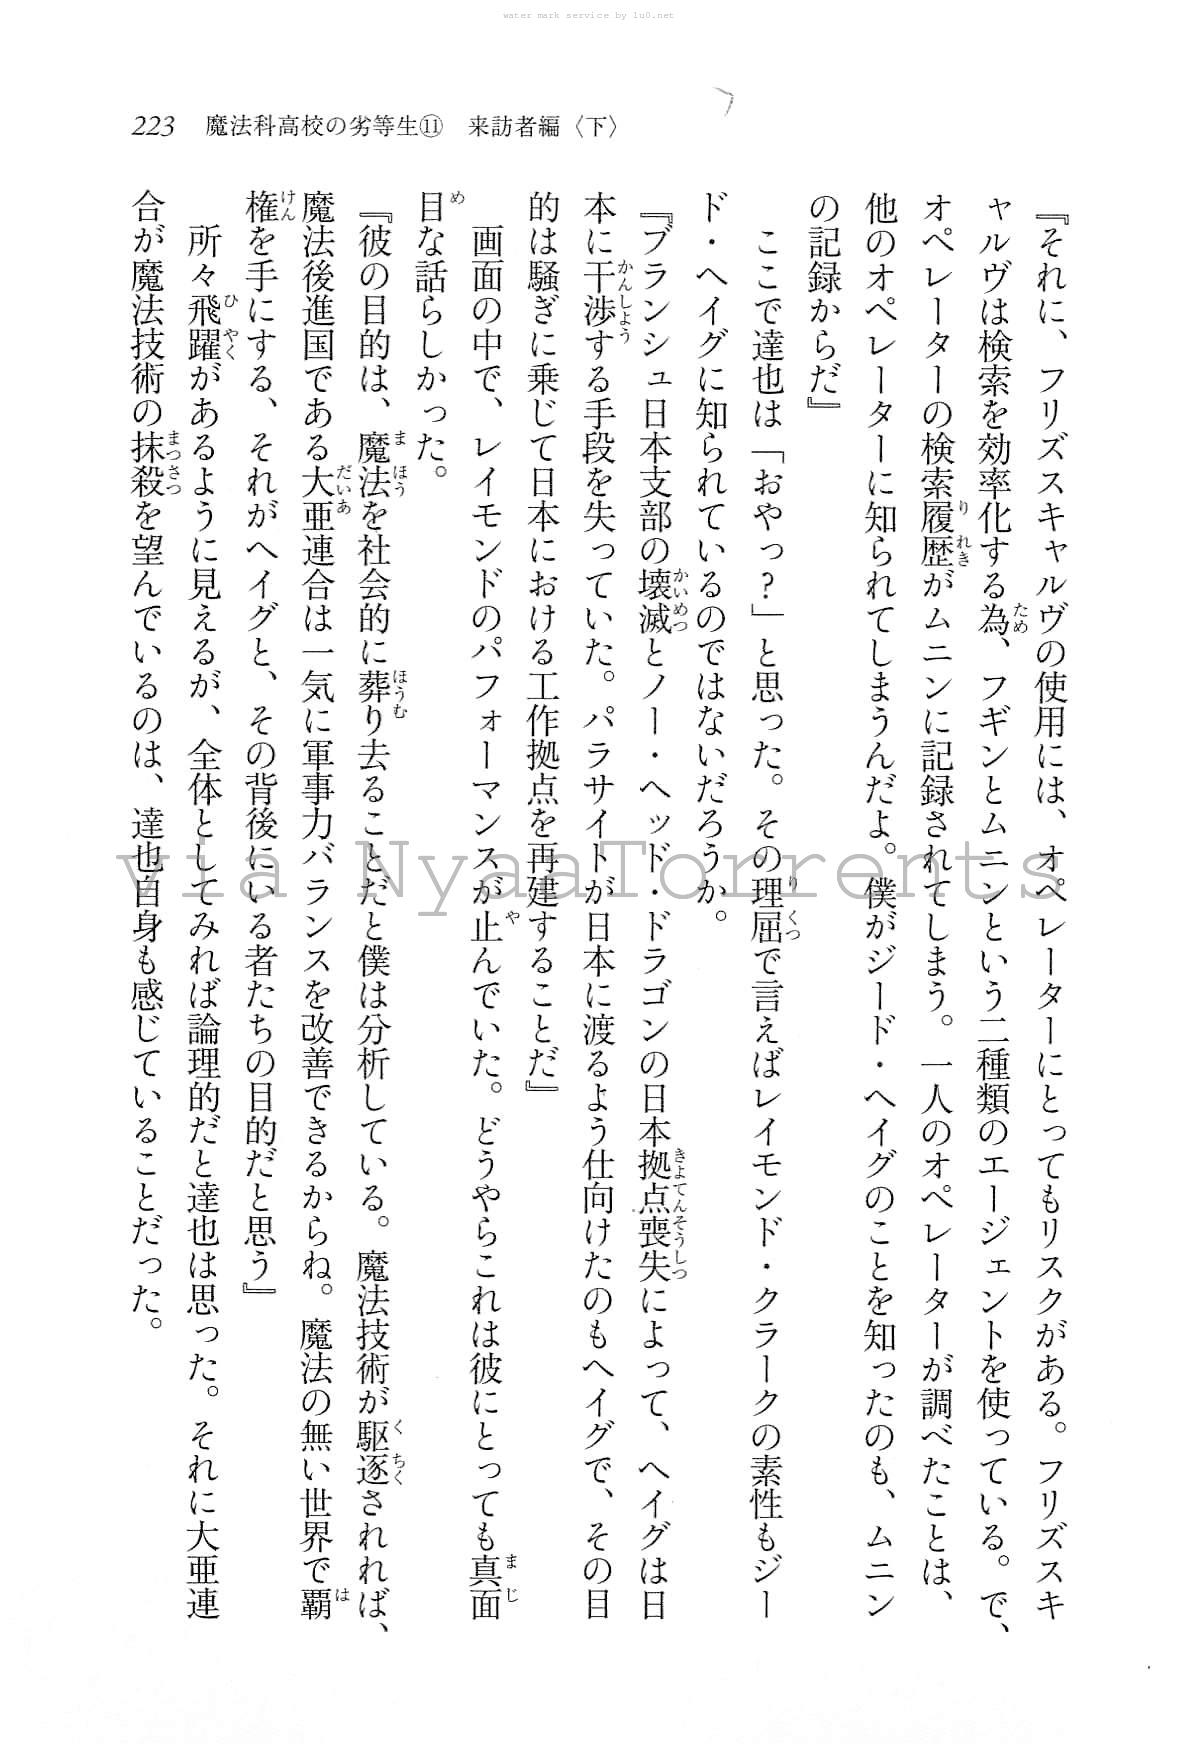 water mark service by lu0.net
223 魔法科高校の劣等生⑪ 来訪者編〈下〉
『それに、フリズスキャルヴの使用には、オペレーターにとってもリスクがある。フリズスキ
ャルヴは検索を効率化する為、フギンとムニンという二種類のエージェントを使っている。で、
オペレーターの検索履歴がムニンに記録されてしまう。一人のオペレーターが調べたことは、
他のオペレーターに知られてしまうんだよ。僕がジード・ヘイグのことを知ったのも、ムニン
の記録からだ』
ここで達也は「おやっ?」と思った。その理屈で言えばレイモンド・クラークの素性もジー
ド・ヘイグに知られているのではないだろうか。
『ブランシュ日本支部の壊滅とノー・ヘッド・ドラゴンの日本拠点喪失によって、ヘイグは日
本に干渉する手段を失っていた。パラサイトが日本に渡るよう仕向けたのもヘイグで、その目
的は騒ぎに乗じて日本における工作拠点を再建することだ』
画面の中で、レイモンドのパフォーマンスが止んでいた。どうやらこれは彼にとっても真面
目な話らしかった。
『彼の目的は、魔法を社会的に葬り去ることだと僕は分析している。魔法技術が駆逐されれば、
魔法後進国である大亜連合は一気に軍事力バランスを改善できるからね。魔法の無い世界で覇
権を手にする、それがヘイグと、その背後にいる者たちの目的だと思う』
所々飛躍があるように見えるが、全体としてみれば論理的だと達也は思った。それに大亜連
合が魔法技術の抹殺を望んでいるのは、達也自身も感じていることだった。
via NyaaTorrents